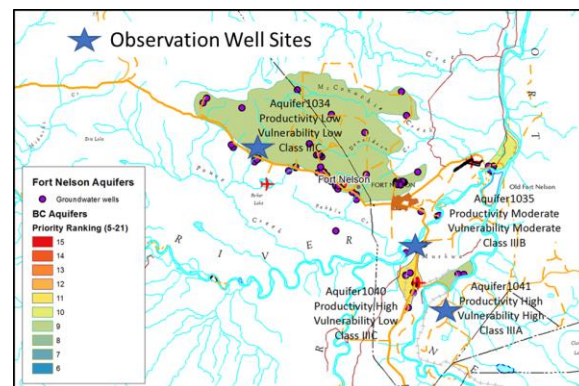 Observation Well Sites
Aquifer1034
Productivity Low
Vulnerability Low
Class IIIC
Fort Nelson
FORT NELSON
Old Fort Nelson
Aquifer1035
Productivity Moderate
Vulnerability Moderate
Class IIIB
Aquifer1040
Productivity High
Vulnerability Low
Class IIIC
Aquifer1041
Productivity High
Vulnerability High
Class IIIA
R I V E R
Creek
Fort Nelson Aquifers
Groundwater wells
BC Aquifers
Priority Ranking (5-21)
15
14
13
12
11
10
9
8
7
6